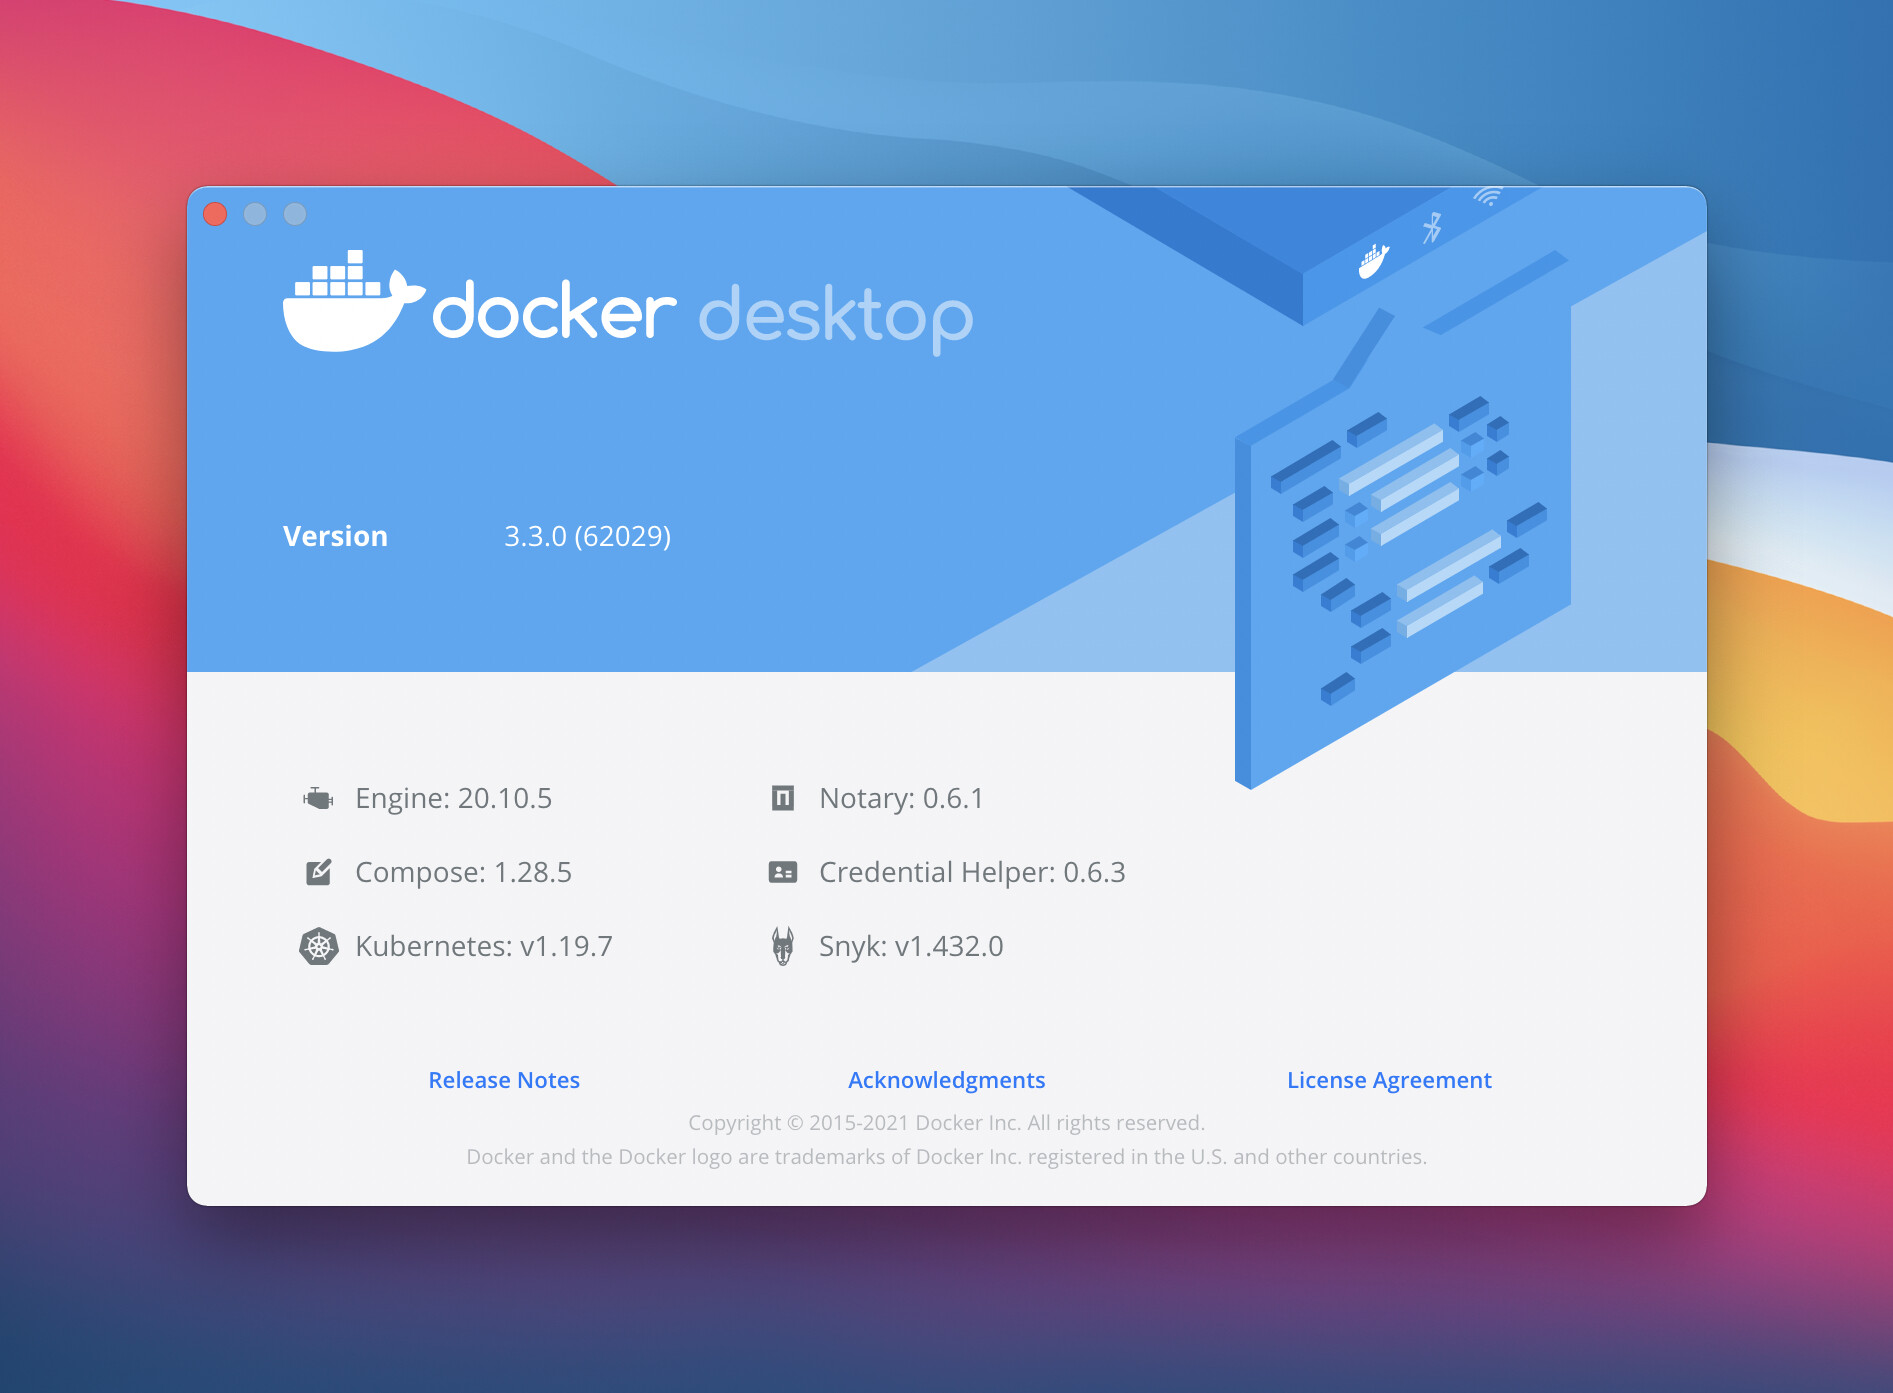 docker desktop
Version 3.3.0 (62029)
Engine: 20.10.5 Notary: 0.6.1
Compose: 1.28.5 Credential Helper: 0.6.3
Kubernetes: v1.19.7 Snyk: v1.432.0
Release Notes Acknowledgments License Agreement
Copyright © 2015-2021 Docker Inc. All rights reserved.
Docker and the Docker logo are trademarks of Docker Inc. registered in the U.S. and other countries.